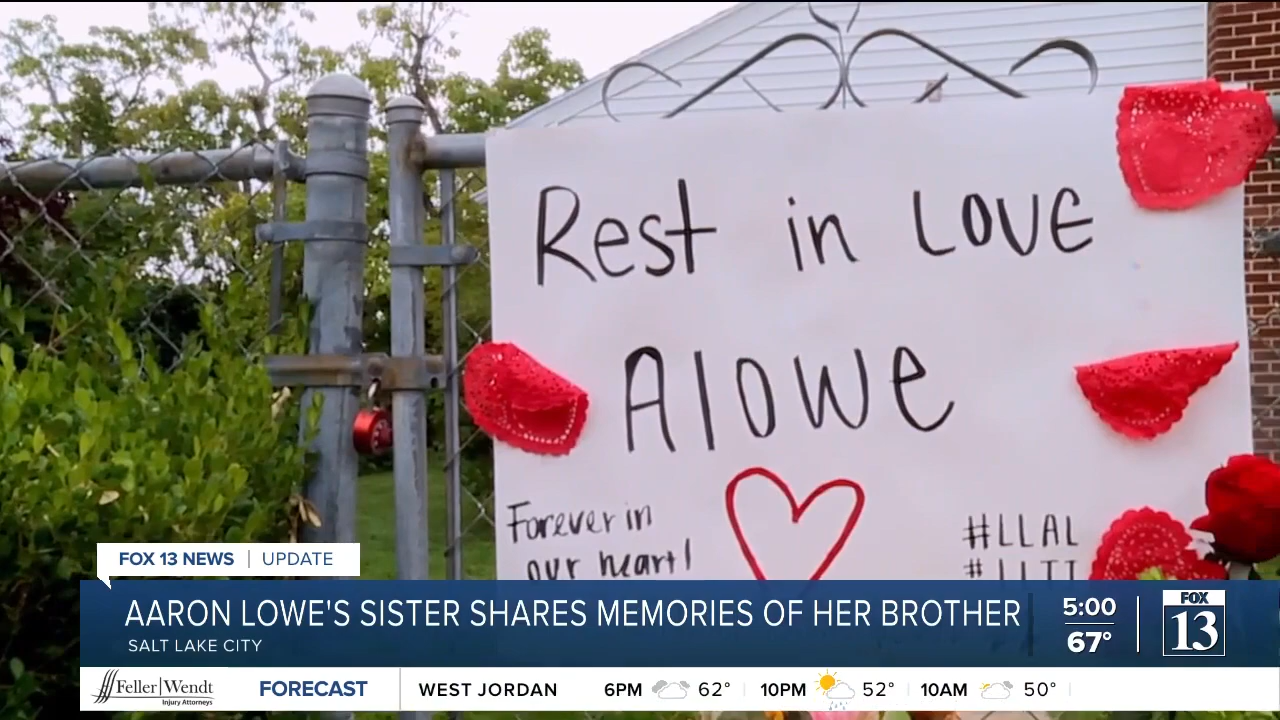 Rest in Love
Alowe
Forever in
our heart!
#LLAL
#LLTJ
FOX 13 NEWS | UPDATE
AARON LOWE'S SISTER SHARES MEMORIES OF HER BROTHER
SALT LAKE CITY
5:00
67°
FOX
13
Feller|Wendt
Injury Attorneys
FORECAST
WEST JORDAN 6PM 62° 10PM 52° 10AM 50°